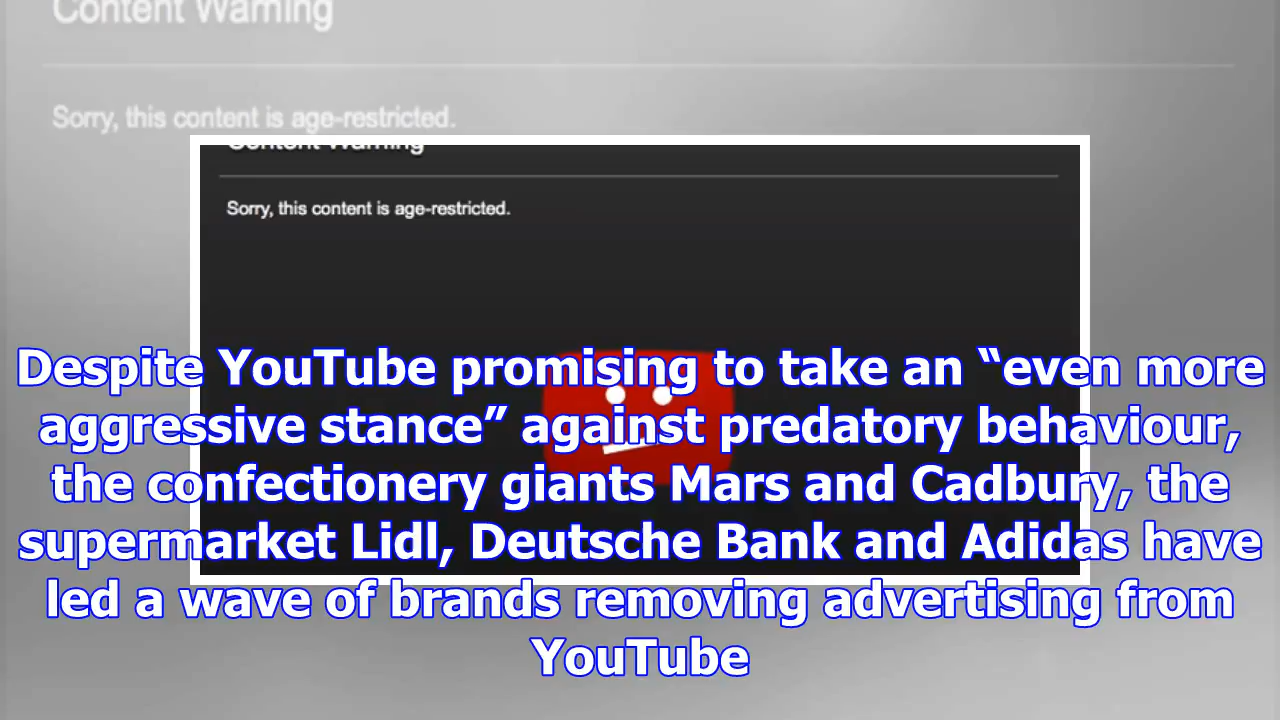 Content Warning
Sorry, this content is age-restricted.
Content Warning
Sorry, this content is age-restricted.
Despite YouTube promising to take an “even more
aggressive stance” against predatory behaviour,
the confectionery giants Mars and Cadbury, the
supermarket Lidl, Deutsche Bank and Adidas have
led a wave of brands removing advertising from
YouTube